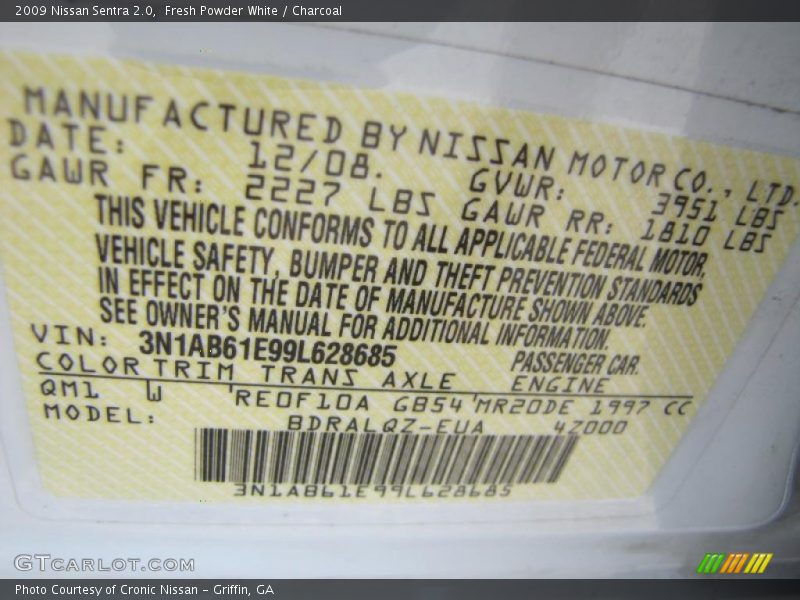 2009 Nissan Sentra 2.0, Fresh Powder White / Charcoal
MANUFACTURED BY NISSAN MOTOR CO., LTD.
DATE: 12/08. GVWR: 3951 LBS
GAWR FR: 2227 LBS GAWR RR: 1810 LBS
THIS VEHICLE CONFORMS TO ALL APPLICABLE FEDERAL MOTOR,
VEHICLE SAFETY, BUMPER AND THEFT PREVENTION STANDARDS
IN EFFECT ON THE DATE OF MANUFACTURE SHOWN ABOVE.
SEE OWNER'S MANUAL FOR ADDITIONAL INFORMATION.
VIN: 3N1AB61E99L628685 PASSENGER CAR.
COLOR TRIM TRANS AXLE ENGINE
QM1 W 'RE0F10A GB54 'MR20DE 1997 CC
MODEL: BDRALQZ-EUA 4Z000
3N1AB61E99L628685
GTCARLOT.COM
Photo Courtesy of Cronic Nissan - Griffin, GA